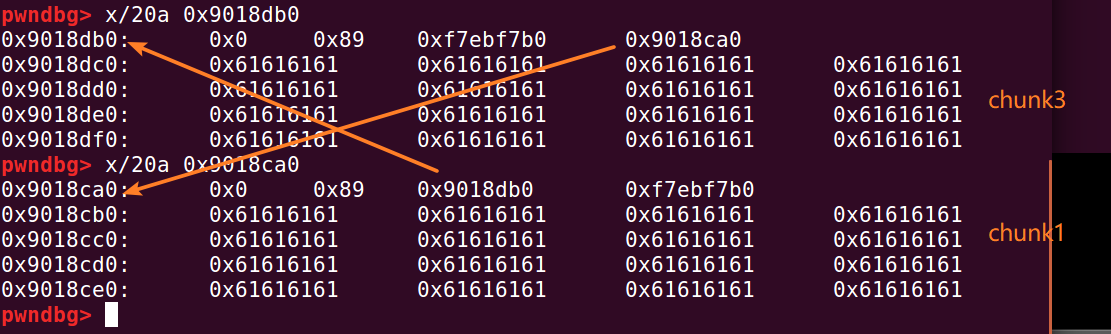 pwndbg> x/20a 0x9018db0
0x9018db0: 0x0 0x89 0xf7ebf7b0 0x9018ca0
0x9018dc0: 0x61616161 0x61616161 0x61616161 0x61616161
0x9018dd0: 0x61616161 0x61616161 0x61616161 0x61616161
0x9018de0: 0x61616161 0x61616161 0x61616161 0x61616161
chunk3
0x9018df0: 0x61616161 0x61616161 0x61616161 0x61616161
pwndbg> x/20a 0x9018ca0
0x9018ca0: 0x0 0x89 0x9018db0 0xf7ebf7b0
0x9018cb0: 0x61616161 0x61616161 0x61616161 0x61616161
chunk1
0x9018cc0: 0x61616161 0x61616161 0x61616161 0x61616161
0x9018cd0: 0x61616161 0x61616161 0x61616161 0x61616161
0x9018ce0: 0x61616161 0x61616161 0x61616161 0x61616161
pwndbg>